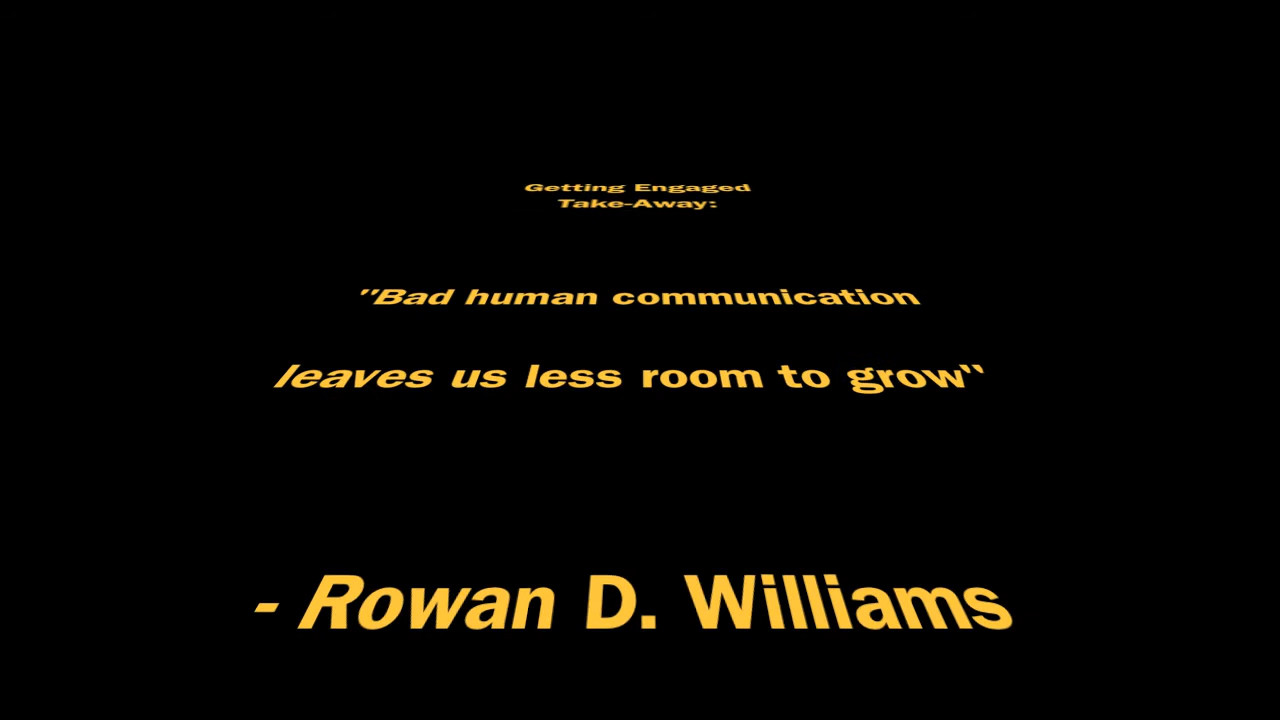 Getting Engaged
Take-Away:
"Bad human communication
leaves us less room to grow"
- Rowan D. Williams